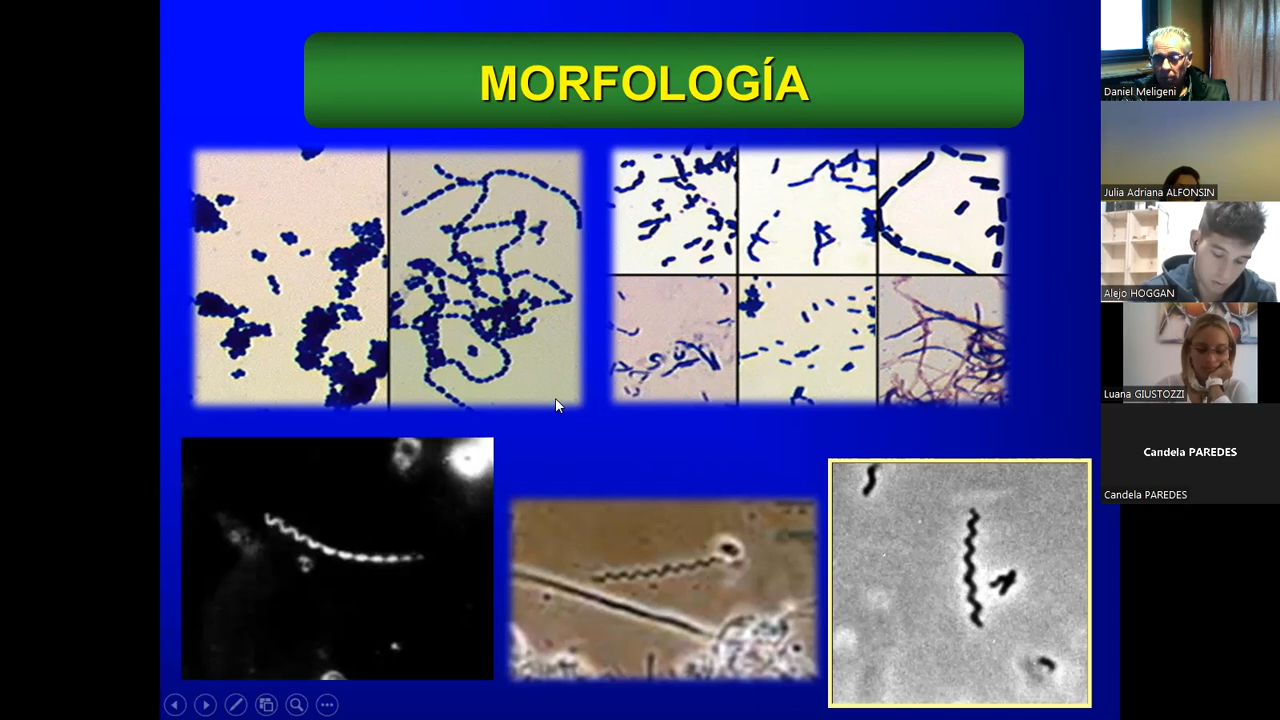 MORFOLOGÍA
Daniel Meligeni
Julia Adriana ALFONSIN
Alejo HOGGAN
Luana GIUSTOZZI
Candela PAREDES
Candela PAREDES